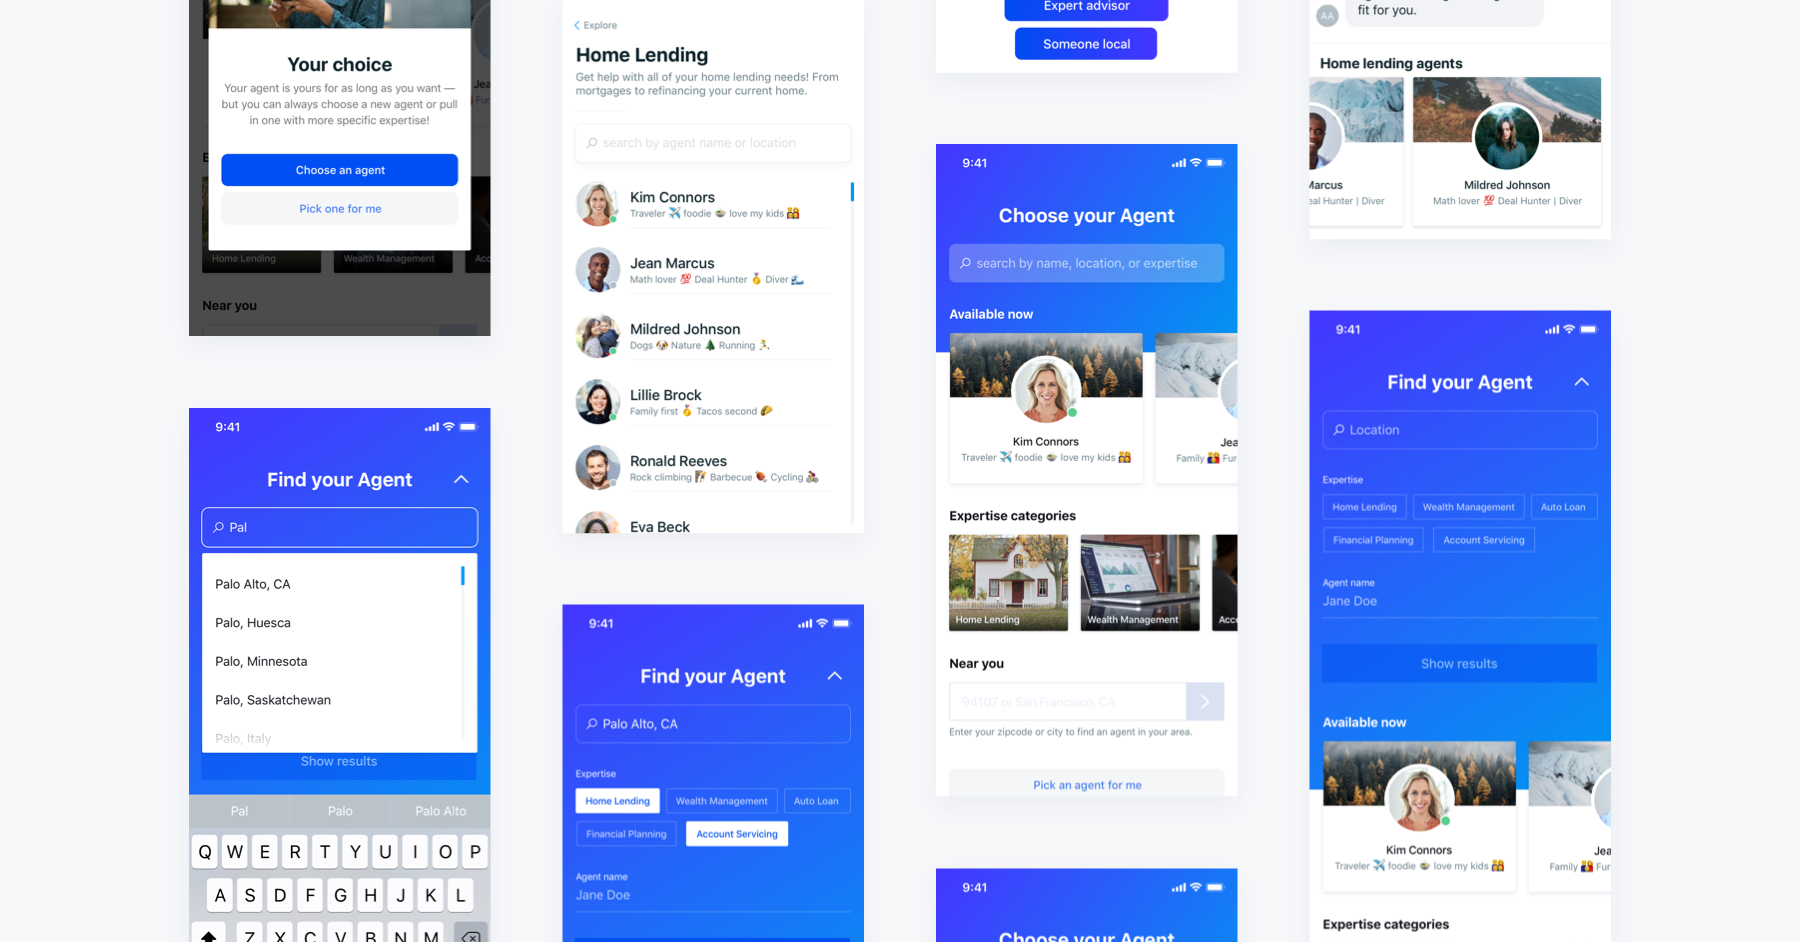 Your choice
Your agent is yours for as long as you want —
but you can always choose a new agent or pull
in one with more specific expertise!
Choose an agent
Pick one for me
Home Lending
Wealth Management
Near you
9:41
Find your Agent
Pal
Palo Alto, CA
Palo, Huesca
Palo, Minnesota
Palo, Saskatchewan
Palo, Italy
Show results
Pal Palo Palo Alto
Q W E R T Y U I O P
A S D F G H J K L
Z X C V B N M
Explore
Home Lending
Get help with all of your home lending needs! From
mortgages to refinancing your current home.
search by agent name or location
Kim Connors
Traveler ✈️ foodie 🍲 love my kids 👨‍👩‍👧‍👦
Jean Marcus
Math lover 💯 Deal Hunter 🥇 Diver 🌊
Mildred Johnson
Dogs 🐶 Nature 🌲 Running 🏃
Lillie Brock
Family first 🥇 Tacos second 🌮
Ronald Reeves
Rock climbing 🧗 Barbecue 🍖 Cycling 🚴
Eva Beck
9:41
Find your Agent
Palo Alto, CA
Expertise
Home Lending Wealth Management Auto Loan
Financial Planning Account Servicing
Agent name
Jane Doe
Expert advisor
Someone local
9:41
Choose your Agent
search by name, location, or expertise
Available now
Kim Connors
Traveler ✈️ foodie 🍲 love my kids 👨‍👩‍👧‍👦
Jea
Family Fur
Expertise categories
Home Lending
Wealth Management
Acc
Near you
94107 or San Francisco, CA
Enter your zipcode or city to find an agent in your area.
Pick an agent for me
9:41
Choose your Agent
AA
fit for you.
Home lending agents
Marcus
eal Hunter | Diver
Mildred Johnson
Math lover 💯 Deal Hunter | Diver
9:41
Find your Agent
Location
Expertise
Home Lending Wealth Management Auto Loan
Financial Planning Account Servicing
Agent name
Jane Doe
Show results
Available now
Kim Connors
Traveler ✈️ foodie 🍲 love my kids 👨‍👩‍👧‍👦
Jea
Family Fu
Expertise categories